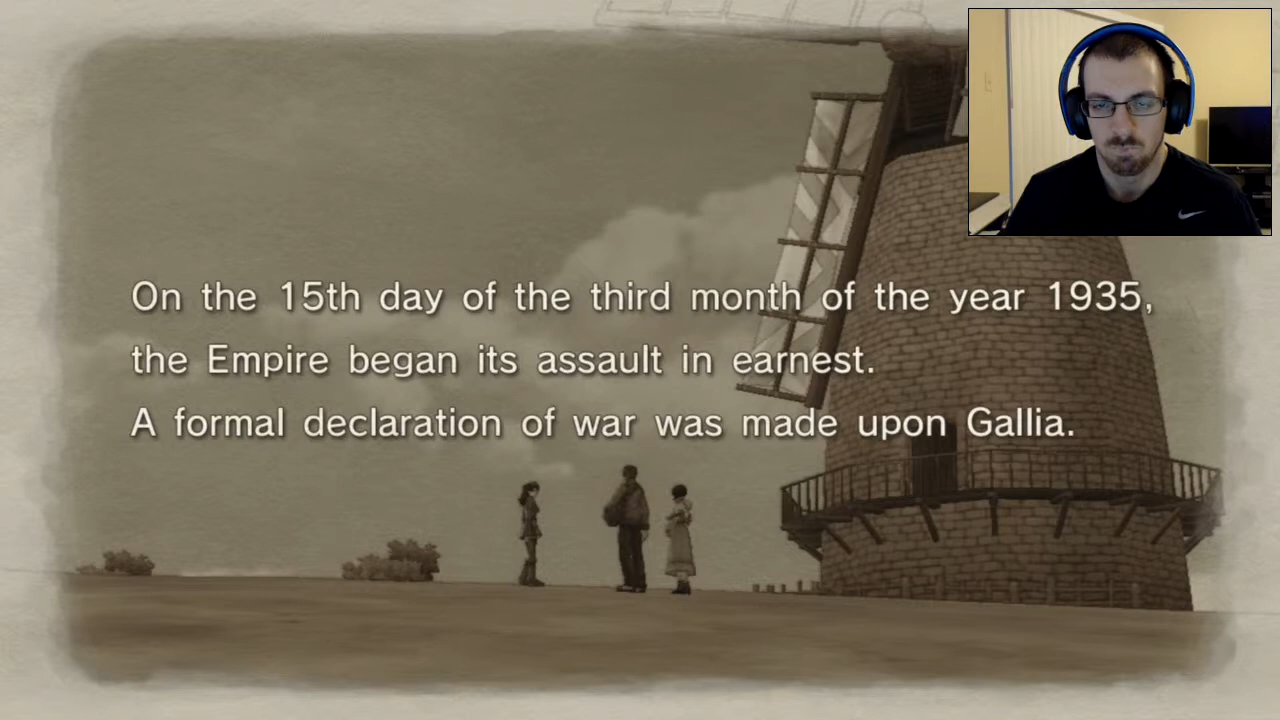 On the 15th day of the third month of the year 1935,
the Empire began its assault in earnest.
A formal declaration of war was made upon Gallia.